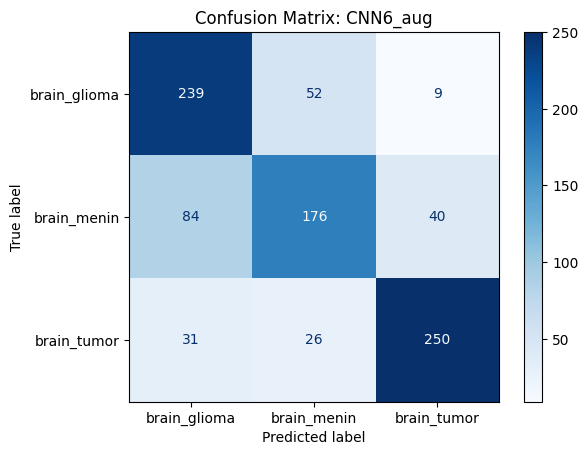 Confusion Matrix: CNN6_aug
True label
brain_glioma
239 52 9
brain_menin
84 176 40
brain_tumor
31 26 250
brain_glioma brain_menin brain_tumor
Predicted label
250
200
150
100
50